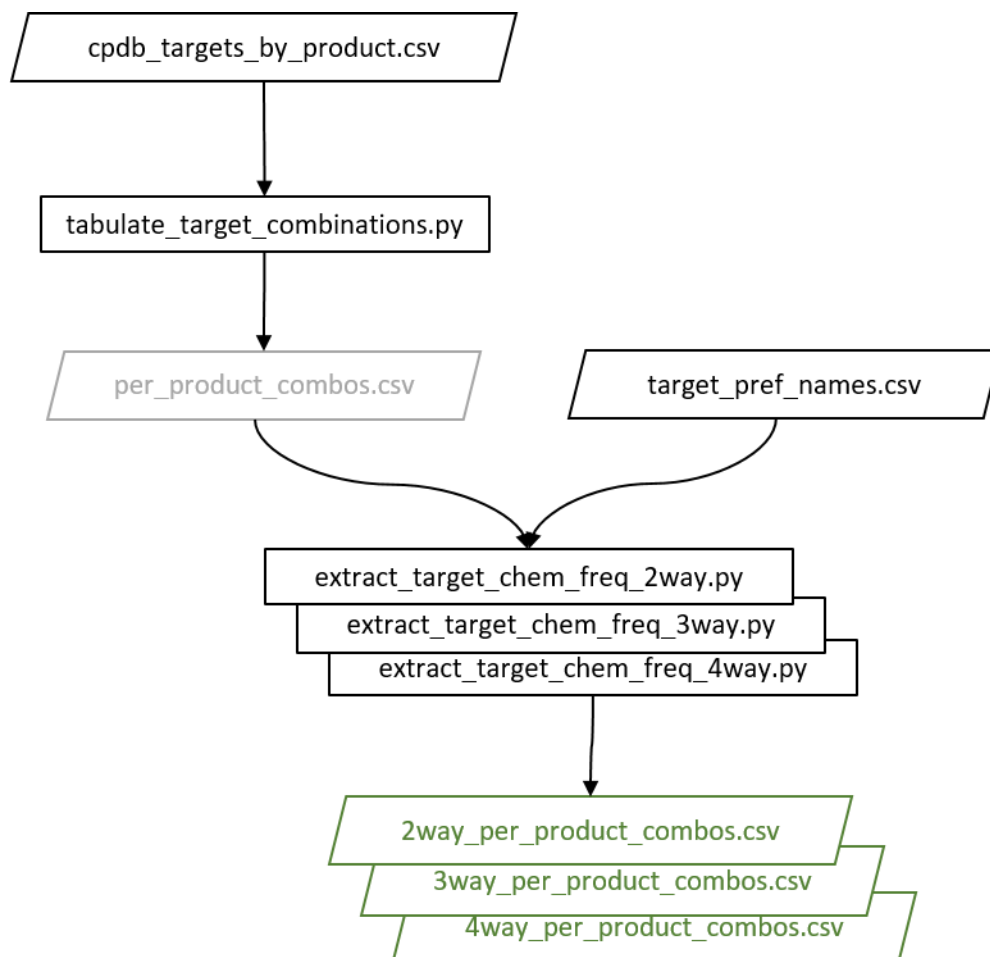 cpdb_targets_by_product.csv
tabulate_target_combinations.py
per_product_combos.csv
target_pref_names.csv
extract_target_chem_freq_2way.py
extract_target_chem_freq_3way.py
extract_target_chem_freq_4way.py
2way_per_product_combos.csv
3way_per_product_combos.csv
4way_per_product_combos.csv